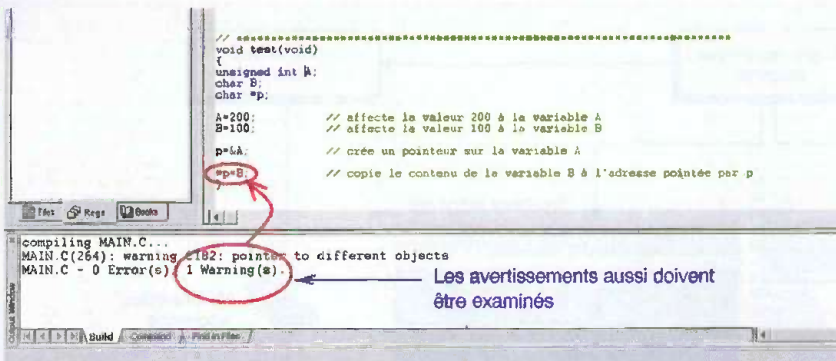 // ************************************************************
void test(void)
{
unsigned int A;
char B;
char *p;
A=200; // affecte la valeur 200 à la variable A
B=100; // affecte la valeur 100 à la variable B
p=&A; // crée un pointeur sur la variable A
*p=B; // copie le contenu de la variable B à l'adresse pointée par p
}
Files Regs Books
compiling MAIN.C...
MAIN.C(264): warning C182: pointer to different objects
MAIN.C - 0 Error(s), 1 Warning(s).
Les avertissements aussi doivent
être examinés
Output Window
Build Command Find in Files